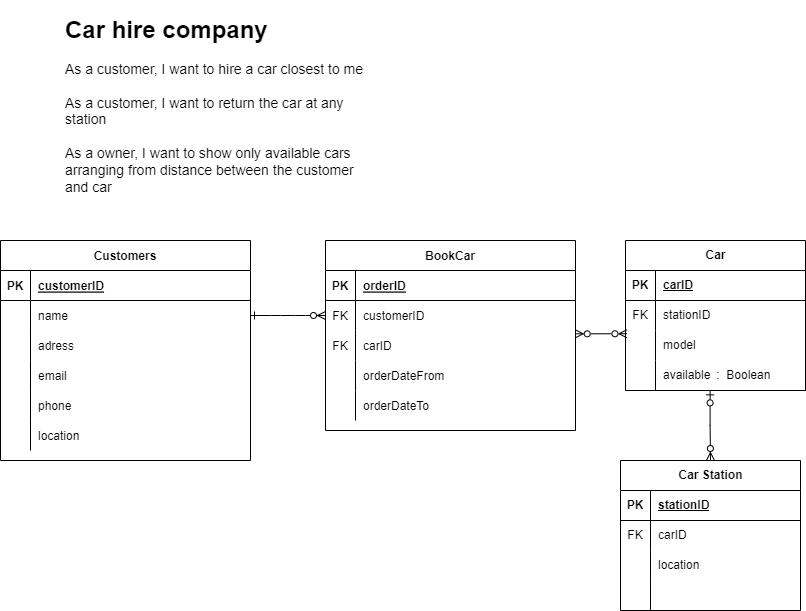 Car hire company
As a customer, I want to hire a car closest to me
As a customer, I want to return the car at any
station
As a owner, I want to show only available cars
arranging from distance between the customer
and car
Customers
PK customerID
name
adress
email
phone
location
BookCar
PK orderID
FK customerID
FK carID
orderDateFrom
orderDateTo
Car
PK carID
FK stationID
model
available : Boolean
Car Station
PK stationID
FK carID
location